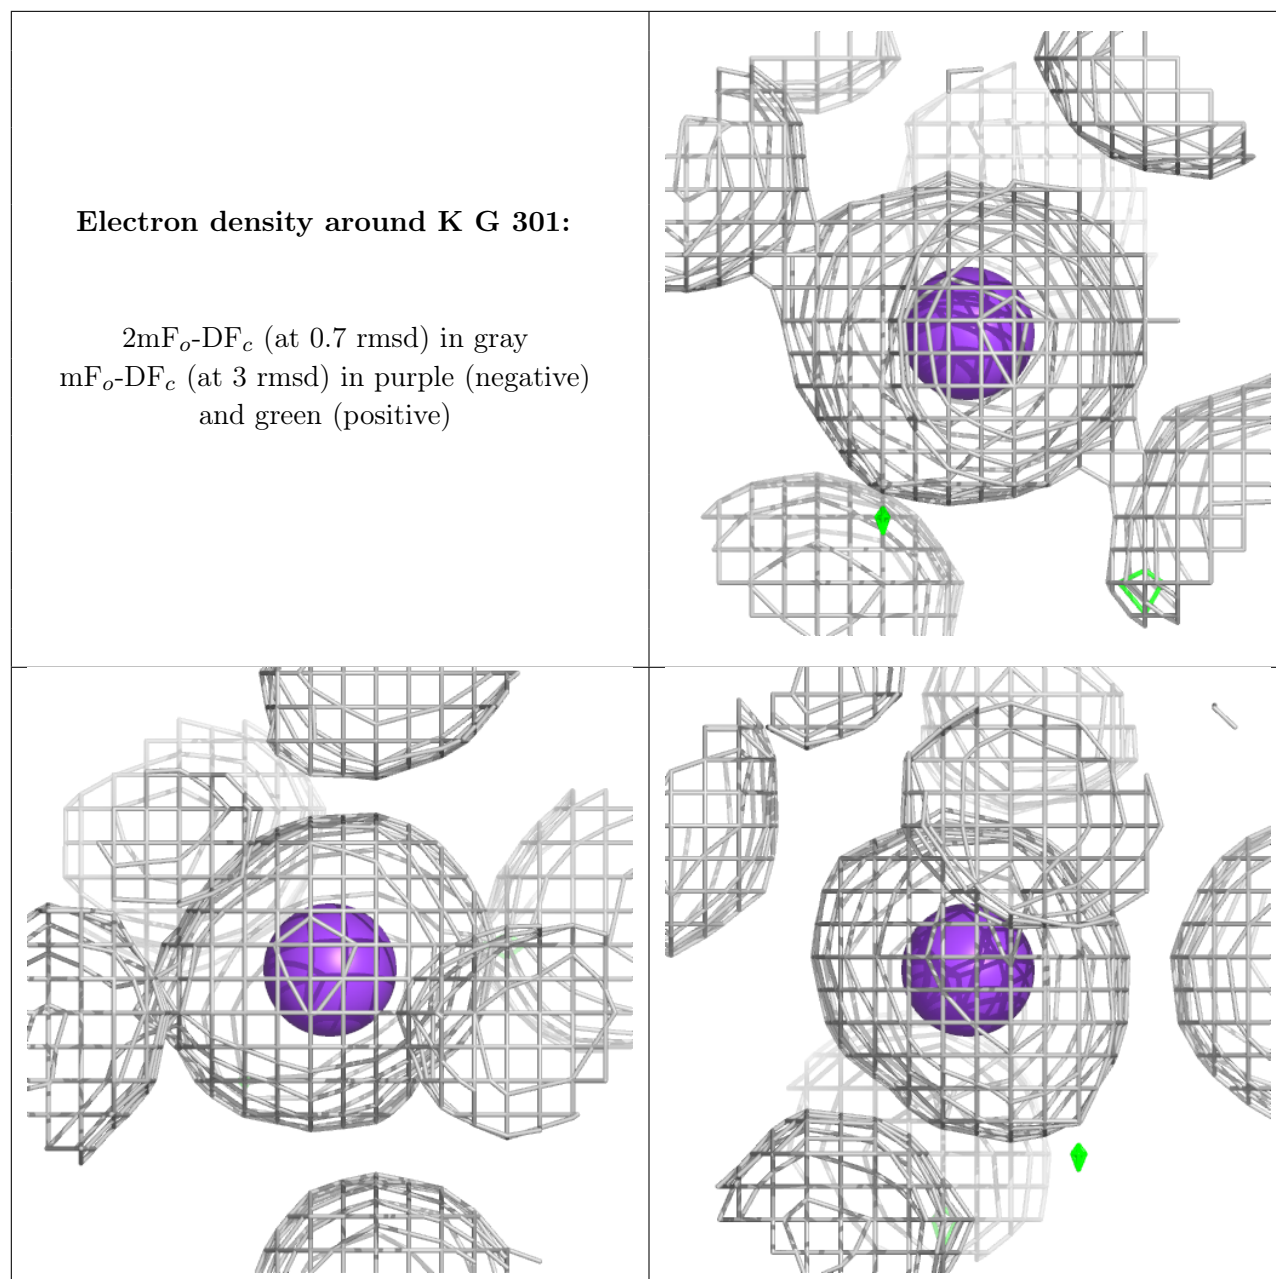 Electron density around K G 301:
2mFo-DFc (at 0.7 rmsd) in gray
mFo-DFc (at 3 rmsd) in purple (negative)
and green (positive)